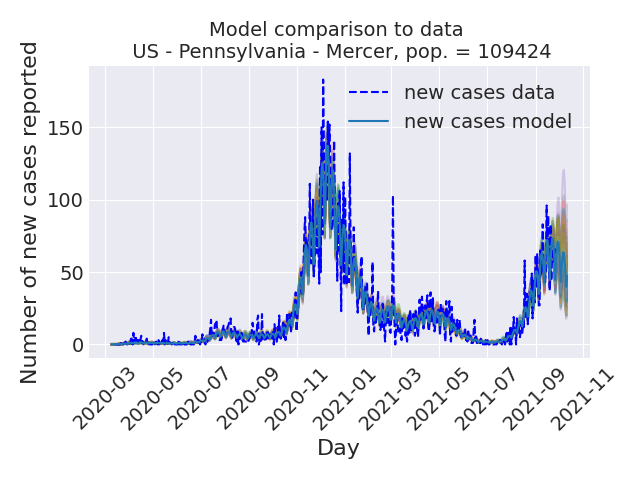 Model comparison to data
US - Pennsylvania - Mercer, pop. = 109424
Number of new cases reported
150
100
50
0
new cases data
new cases model
2020-03
2020-05
2020-07
2020-09
2020-11
2021-01
2021-03
2021-05
2021-07
2021-09
2021-11
Day